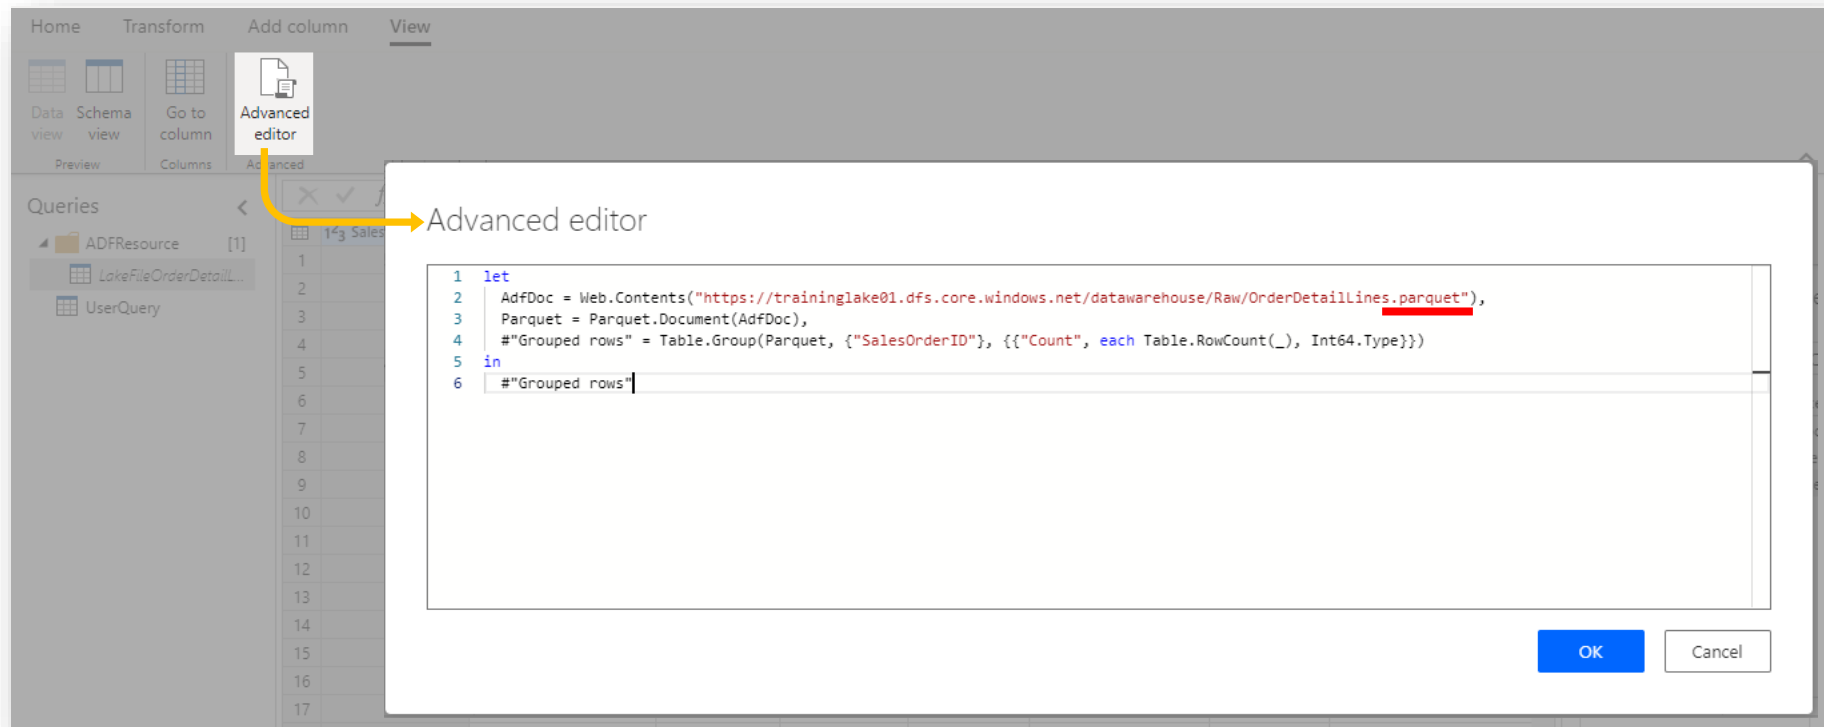 Home Transform Add column View
Data view
Schema view
Go to column
Advanced editor
Preview Columns Advanced
Queries
ADFResource [1]
LakeFileOrderDetailL...
UserQuery
1²3 Sales
1
2
3
4
5
6
7
8
9
10
11
12
13
14
15
16
17
Advanced editor
1 let
2 AdfDoc = Web.Contents("https://traininglake01.dfs.core.windows.net/datawarehouse/Raw/OrderDetailLines.parquet"),
3 Parquet = Parquet.Document(AdfDoc),
4 #"Grouped rows" = Table.Group(Parquet, {"SalesOrderID"}, {{"Count", each Table.RowCount(_), Int64.Type}})
5 in
6 #"Grouped rows"
OK Cancel